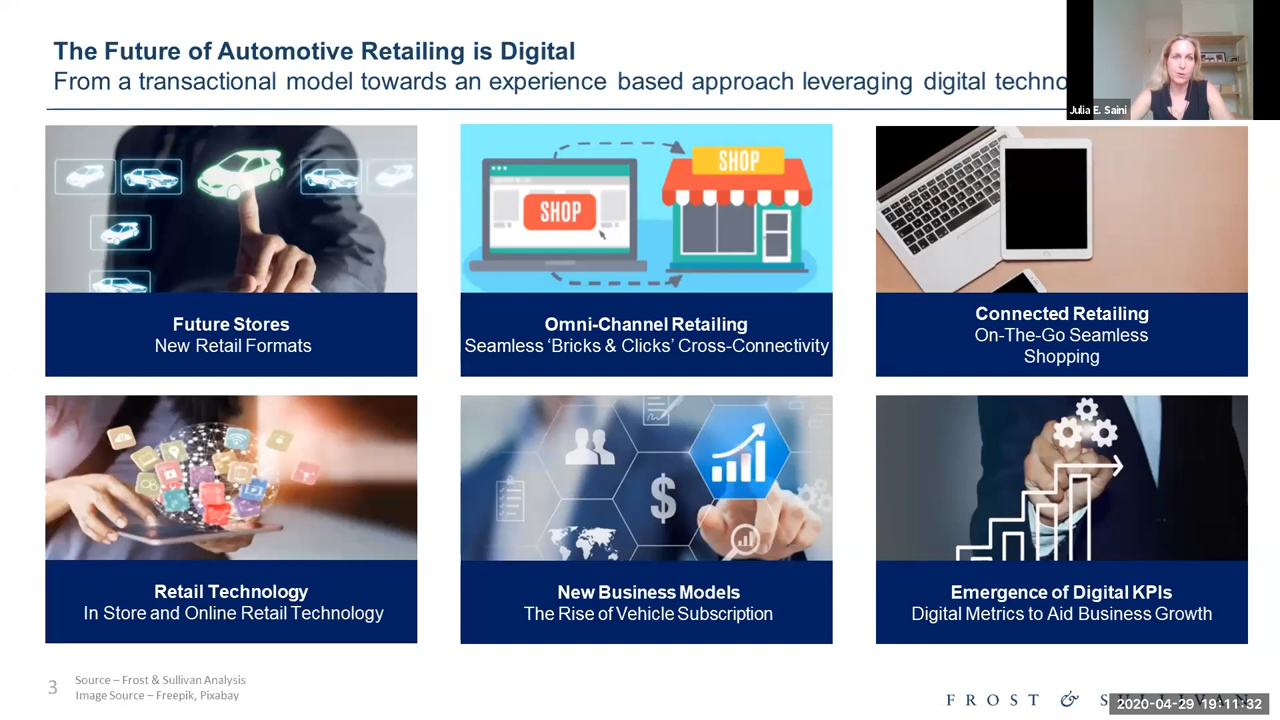 The Future of Automotive Retailing is Digital
From a transactional model towards an experience based approach leveraging digital techno
Julia E. Saini
SHOP
SHOP
Future Stores
New Retail Formats
Omni-Channel Retailing
Seamless ‘Bricks & Clicks’ Cross-Connectivity
Connected Retailing
On-The-Go Seamless
Shopping
$
Retail Technology
In Store and Online Retail Technology
New Business Models
The Rise of Vehicle Subscription
Emergence of Digital KPIs
Digital Metrics to Aid Business Growth
3
Source – Frost & Sullivan Analysis
Image Source – Freepik, Pixabay
FROST & SULLIVAN
2020-04-29 19:11:32